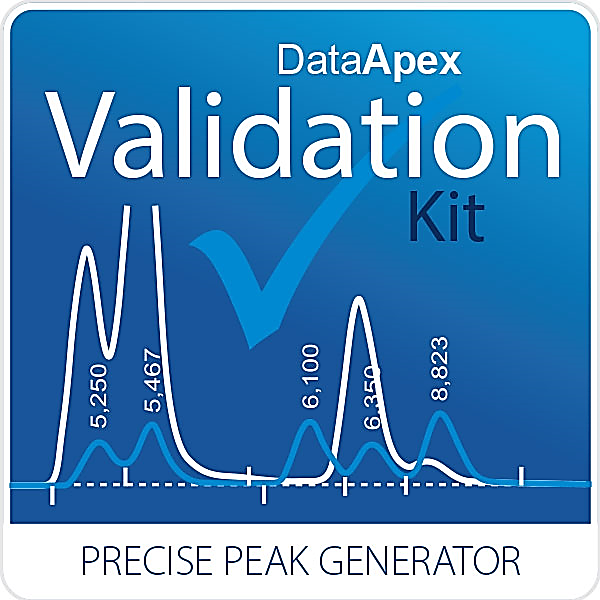 DataApex
Validation
Kit
5,250
5,467
6,100
6,350
8,823
PRECISE PEAK GENERATOR